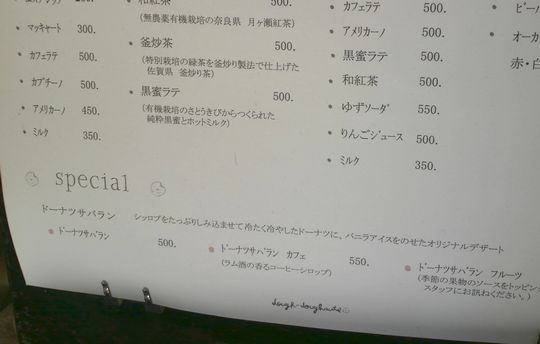 マッキャート 300.
カフェラテ 500.
カプチーノ 500.
アメリカーノ 450.
ミルク 350.
和紅茶 500.
(無農薬有機栽培の奈良県 月ヶ瀬紅茶)
釜炒茶 500.
(特別栽培の緑茶を釜炒り製法で仕上げた
佐賀県 釜炒り茶)
黒蜜ラテ 500.
(有機栽培のさとうきびからつくられた
純粋黒蜜とホットミルク)
カフェラテ 500.
アメリカーノ 500.
黒蜜ラテ 500.
和紅茶 500.
ゆずソーダ 550.
りんごジュース 500.
ミルク 350.
ビール
オーガ
赤・白
special
ドーナツサバラン シロップをたっぷりしみ込ませて冷たく冷やしたドーナツに、バニラアイスをのせたオリジナルデザート
ドーナツサバラン 500.
ドーナツサバラン カフェ 550.
(ラム酒の香るコーヒーシロップ)
ドーナツサバラン フルーツ
(季節の果物のソースをトッピン
スタッフにお訊ねください。)